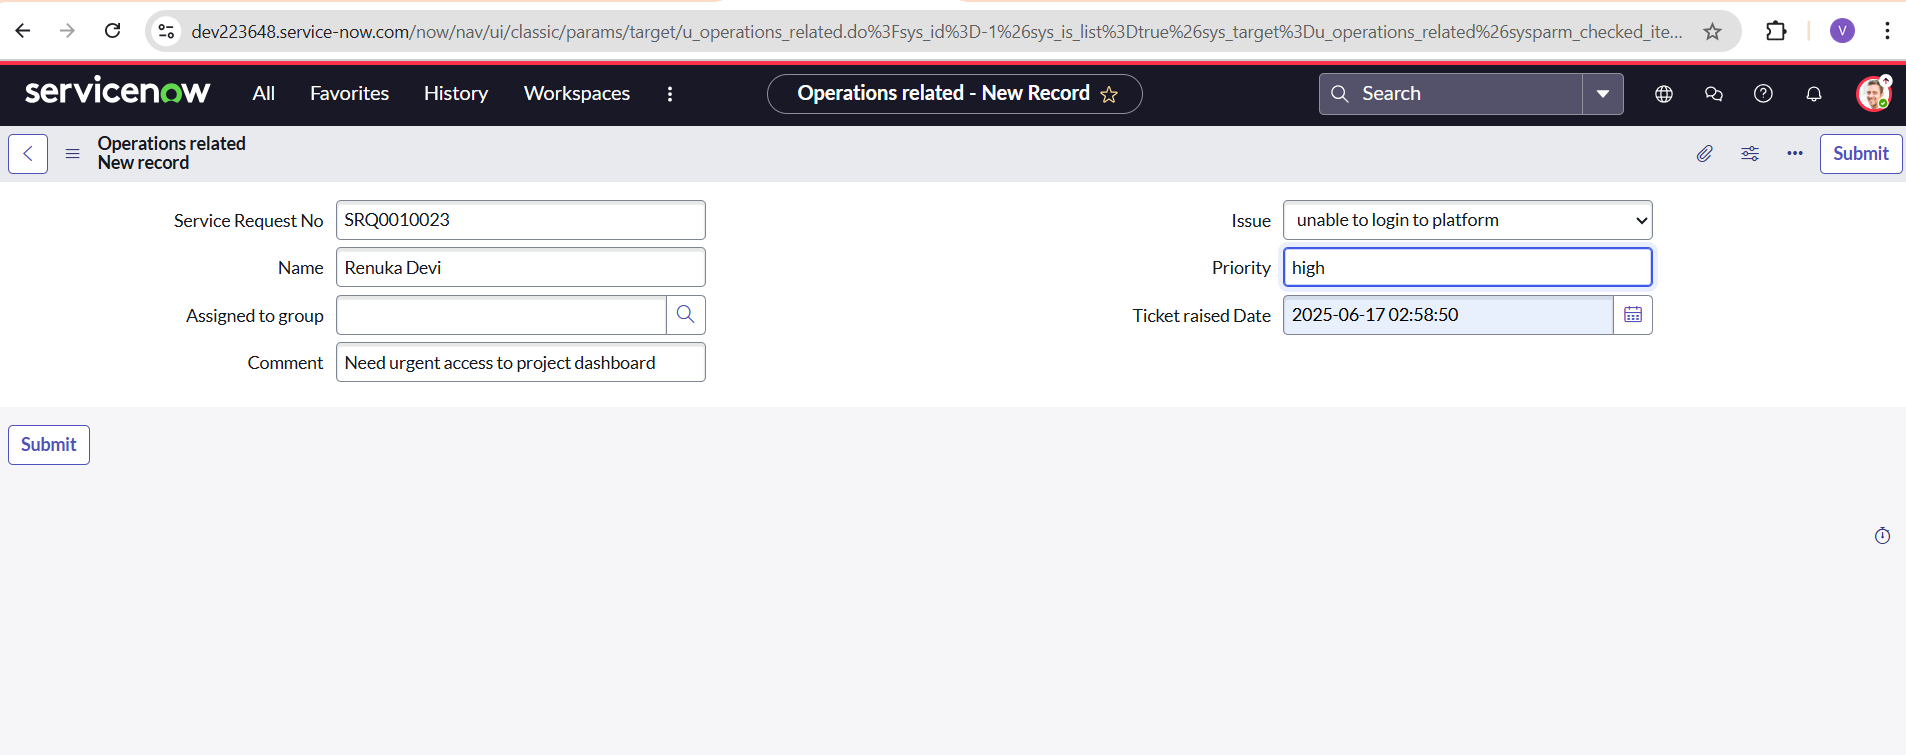 dev223648.service-now.com/now/nav/ui/classic/params/target/u_operations_related.do%3Fsys_id%3D-1%26sys_is_list%3Dtrue%26sys_target%3Du_operations_related%26sysparm_checked_ite...
V
servicenow All Favorites History Workspaces Operations related - New Record Search
Operations related
New record
Submit
Service Request No SRQ0010023
Issue unable to login to platform
Name Renuka Devi
Priority high
Assigned to group
Ticket raised Date 2025-06-17 02:58:50
Comment Need urgent access to project dashboard
Submit